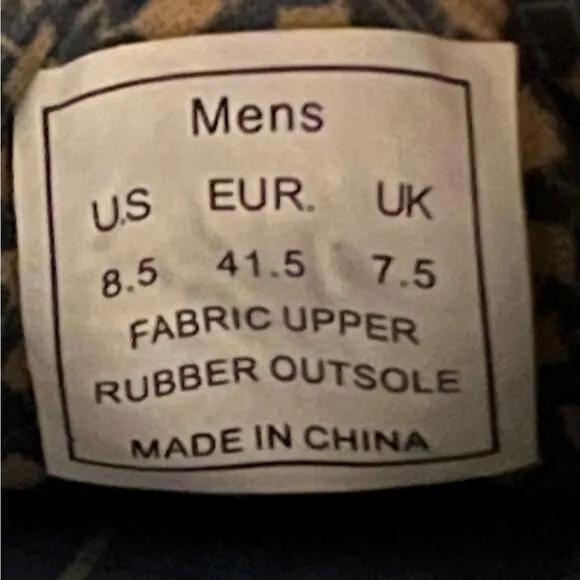 Mens
U.S EUR. UK
8.5 41.5 7.5
FABRIC UPPER
RUBBER OUTSOLE
MADE IN CHINA